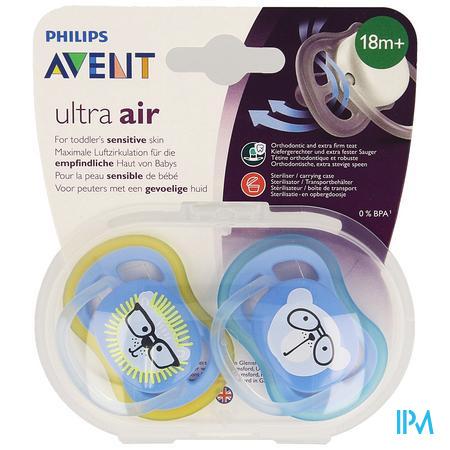 PHILIPS
AVENT
18m+
ultra air
For toddler's sensitive skin
Maximale Luftzirkulation für die
empfindliche Haut von Babys
Pour la peau sensible de bébé
Voor peuters met een gevoelige huid
Orthodontic and extra firm teat
Kiefergerechter und extra fester Sauger
Tétine orthodontique et robuste
Orthodontische, extra stevige speen
Steriliser / carrying case
Sterilisator / Transportbehälter
Stérilisateur / boîte de transport
Sterilisatie- en opbergdoosje
0 % BPA¹
IPM